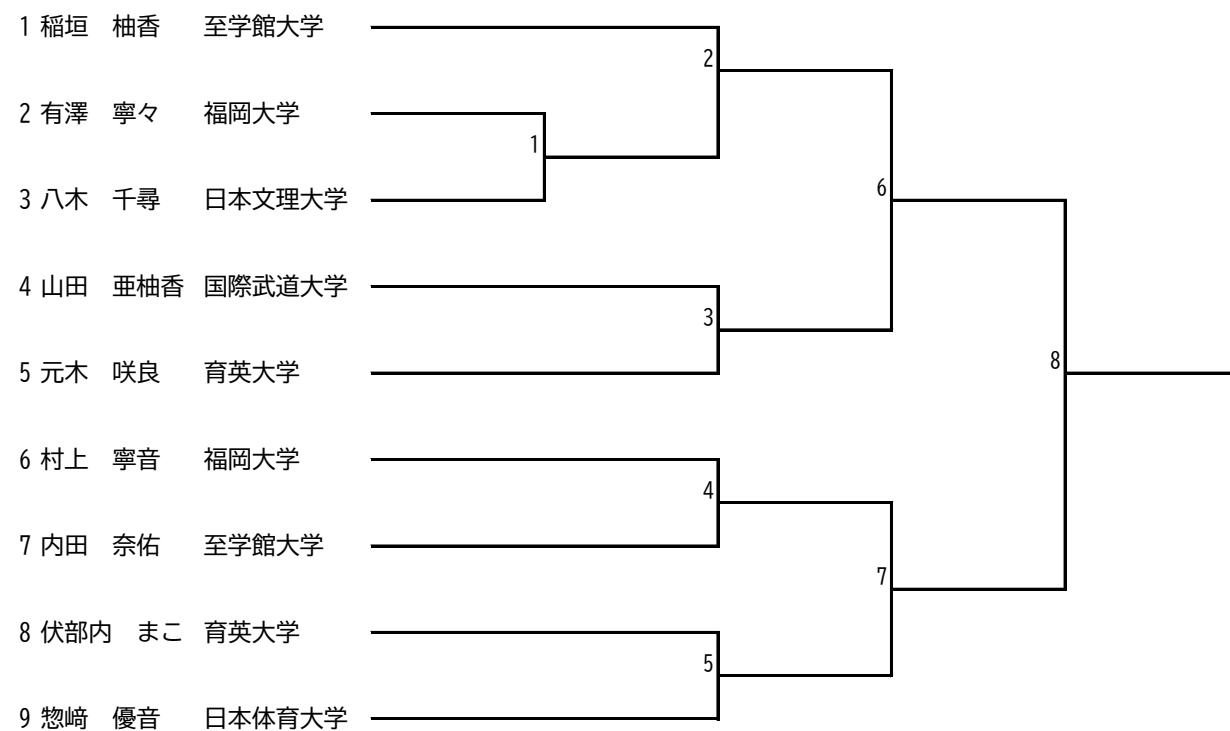 1 稲垣　柚香　至学館大学
2
2 有澤　寧々　福岡大学
1
3 八木　千尋　日本文理大学
6
4 山田　亜柚香　国際武道大学
3
5 元木　咲良　育英大学
8
6 村上　寧音　福岡大学
4
7 内田　奈佑　至学館大学
7
8 伏部内　まこ　育英大学
5
9 惣﨑　優音　日本体育大学